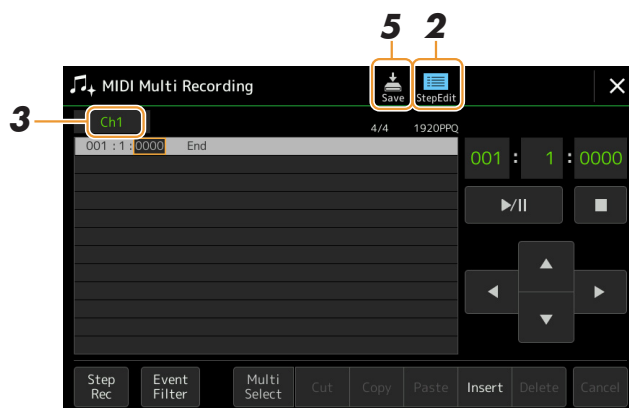 5 2
MIDI Multi Recording Save StepEdit
3 Ch1 4/4 1920PPQ
001 : 1 : 0000 End
001 : 1 : 0000
Step Rec Event Filter Multi Select Cut Copy Paste Insert Delete Cancel